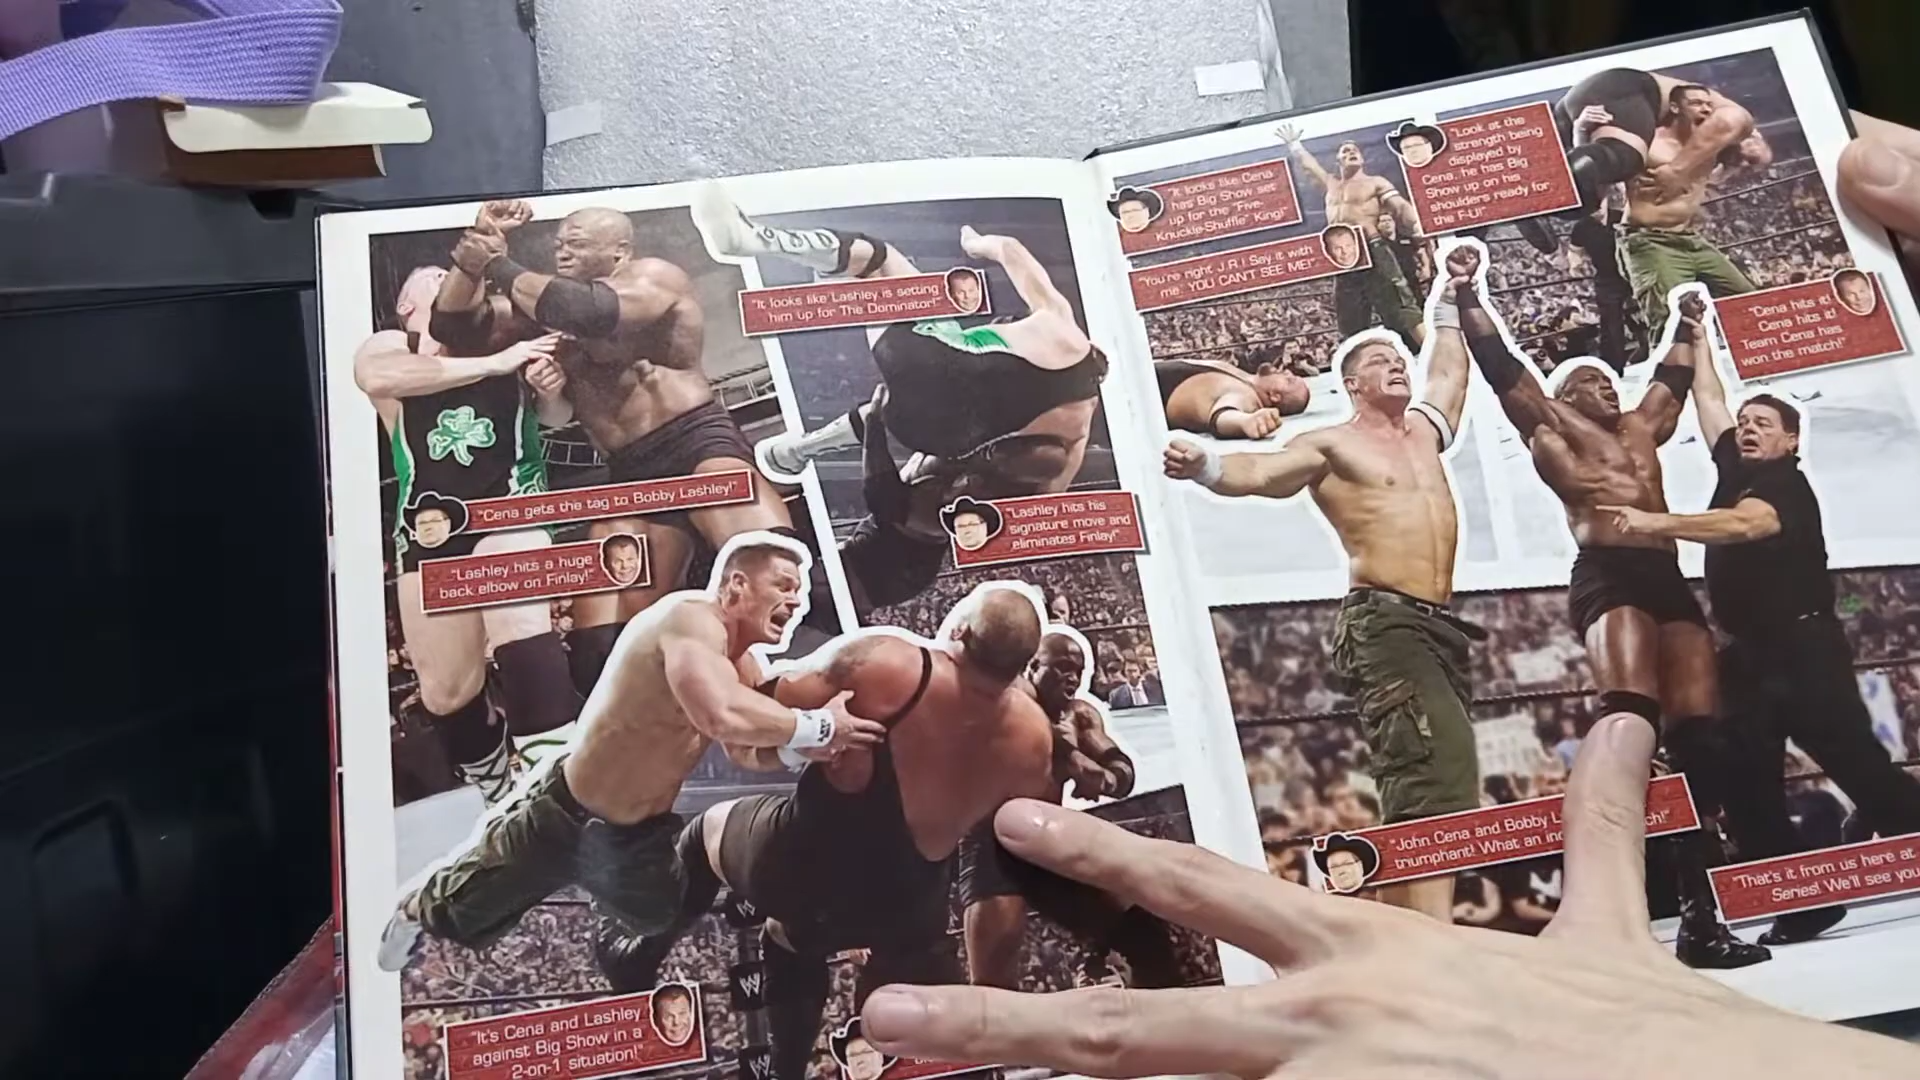 "Cena gets the tag to Bobby Lashley!"
"Lashley hits a huge
back elbow on Finlay!"
"It looks like Lashley is setting
him up for The Dominator!"
"Lashley hits his
signature move and
eliminates Finlay!"
"It's Cena and Lashley
against Big Show in a
2-on-1 situation!"
"It looks like Cena
has Big Show set
up for the "Five-
Knuckle-Shuffle" King!"
"You're right J.R.! Say it with
me: YOU CAN'T SEE ME!"
"Look at the
strength being
displayed by
Cena, he has Big
Show up on his
shoulders ready for
the F-U!"
"Cena hits it!
Cena hits it!
Team Cena has
won the match!"
"John Cena and Bobby
triumphant! What an
"That's it from us here at
Series! We'll see you